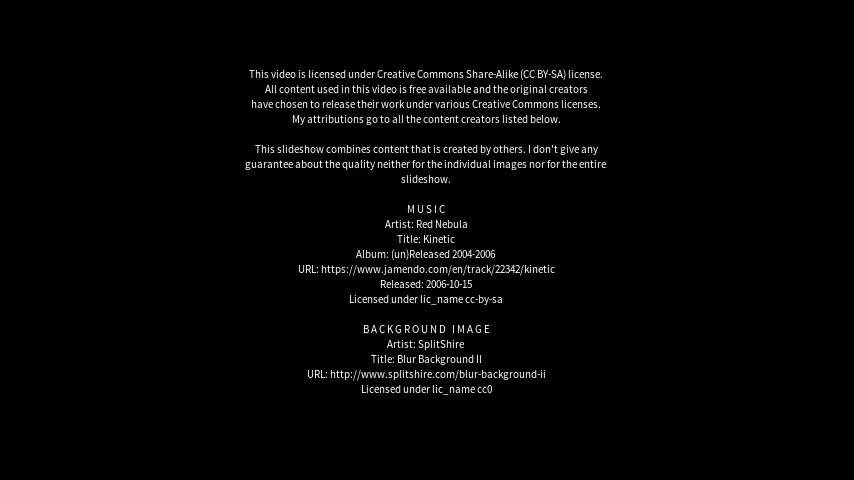 This video is licensed under Creative Commons Share-Alike (CC BY-SA) license.
All content used in this video is free available and the original creators
have chosen to release their work under various Creative Commons licenses.
My attributions go to all the content creators listed below.
This slideshow combines content that is created by others. I don't give any
guarantee about the quality neither for the individual images nor for the entire
slideshow.
MUSIC
Artist: Red Nebula
Title: Kinetic
Album: (un)Released 2004-2006
URL: https://www.jamendo.com/en/track/22342/kinetic
Released: 2006-10-15
Licensed under lic_name cc-by-sa
BACKGROUND IMAGE
Artist: SplitShire
Title: Blur Background II
URL: http://www.splitshire.com/blur-background-ii
Licensed under lic_name cc0